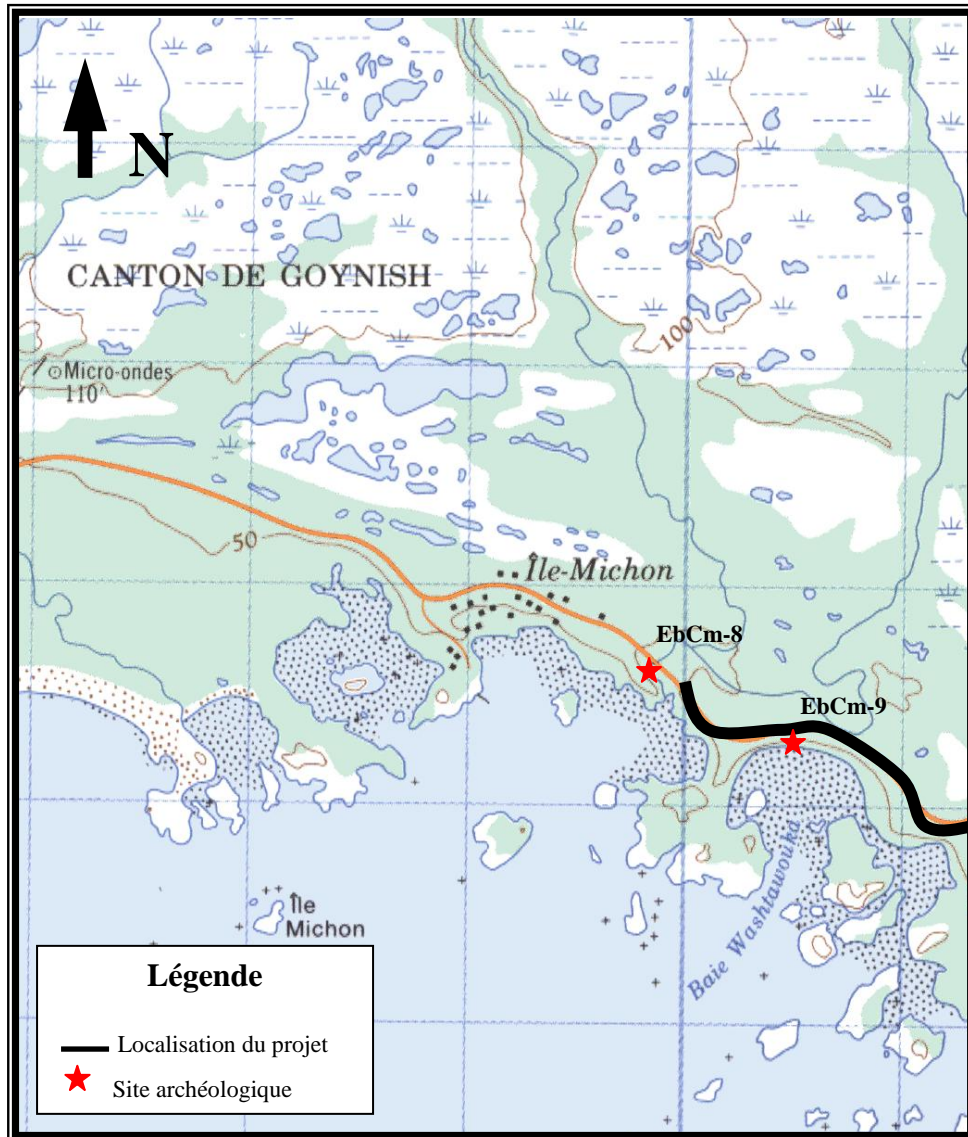 N
CANTON DE GOYNISH
100
Micro-ondes
110'
50
Île-Michon
EbCm-8
EbCm-9
Baie Washtawouka
Île
Michon
Légende
Localisation du projet
Site archéologique